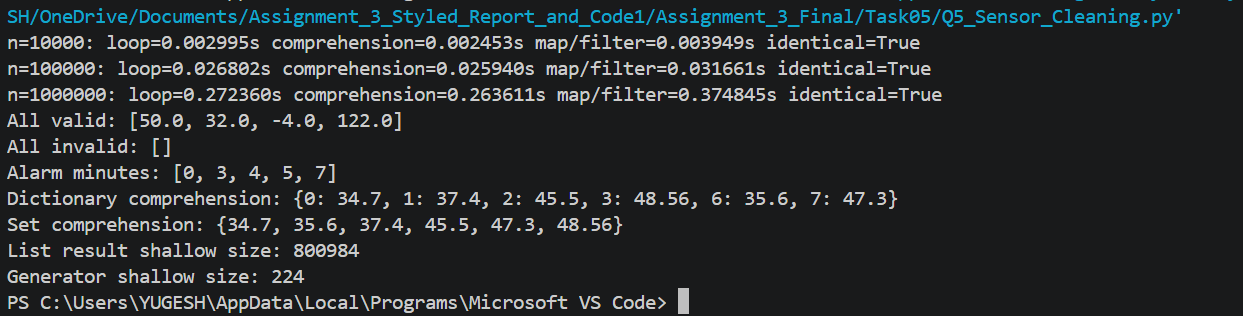 SH/OneDrive/Documents/Assignment_3_Styled_Report_and_Code1/Assignment_3_Final/Task05/Q5_Sensor_Cleaning.py'
n=10000: loop=0.002995s comprehension=0.002453s map/filter=0.003949s identical=True
n=100000: loop=0.026802s comprehension=0.025940s map/filter=0.031661s identical=True
n=1000000: loop=0.272360s comprehension=0.263611s map/filter=0.374845s identical=True
All valid: [50.0, 32.0, -4.0, 122.0]
All invalid: []
Alarm minutes: [0, 3, 4, 5, 7]
Dictionary comprehension: {0: 34.7, 1: 37.4, 2: 45.5, 3: 48.56, 6: 35.6, 7: 47.3}
Set comprehension: {34.7, 35.6, 37.4, 45.5, 47.3, 48.56}
List result shallow size: 800984
Generator shallow size: 224
PS C:\Users\YUGESH\AppData\Local\Programs\Microsoft VS Code>